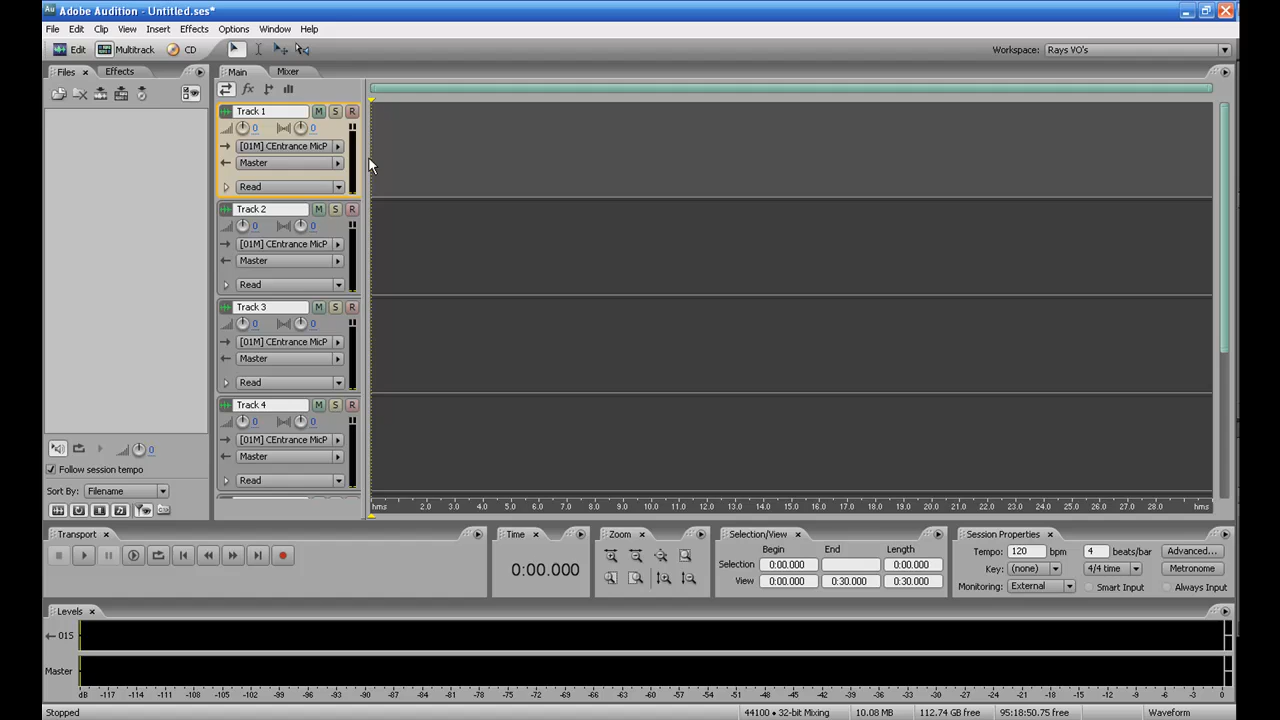 Adobe Audition - Untitled.ses*
File Edit Clip View Insert Effects Options Window Help
Edit Multitrack CD Workspace: Rays VO's
Files Effects Main Mixer
Track 1 M S R
0 0
[01M] CEntrance MicP
Master
Read
Track 2 M S R
0 0
[01M] CEntrance MicP
Master
Read
Track 3 M S R
0 0
[01M] CEntrance MicP
Master
Read
Track 4 M S R
0 0
[01M] CEntrance MicP
Master
Read
0
Follow session tempo
Sort By: Filename
hms 2.0 3.0 4.0 5.0 6.0 7.0 8.0 9.0 10.0 11.0 12.0 13.0 14.0 15.0 16.0 17.0 18.0 19.0 20.0 21.0 22.0 23.0 24.0 25.0 26.0 27.0 28.0 hms
Transport Time Zoom Selection/View Session Properties
0:00.000
Begin End Length
Selection 0:00.000 0:00.000
View 0:00.000 0:30.000 0:30.000
Tempo: 120 bpm 4 beats/bar Advanced...
Key: (none) 4/4 time Metronome
Monitoring: External Smart Input Always Input
Levels
015
Master
dB -117 -114 -111 -108 -105 -102 -99 -96 -93 -90 -87 -84 -81 -78 -75 -72 -69 -66 -63 -60 -57 -54 -51 -48 -45 -42 -39 -36 -33 -30 -27 -24 -21 -18 -15 -12 -9 -6 -3 0
Stopped 44100 • 32-bit Mixing 10.08 MB 112.74 GB free 95:18:50.75 free Waveform